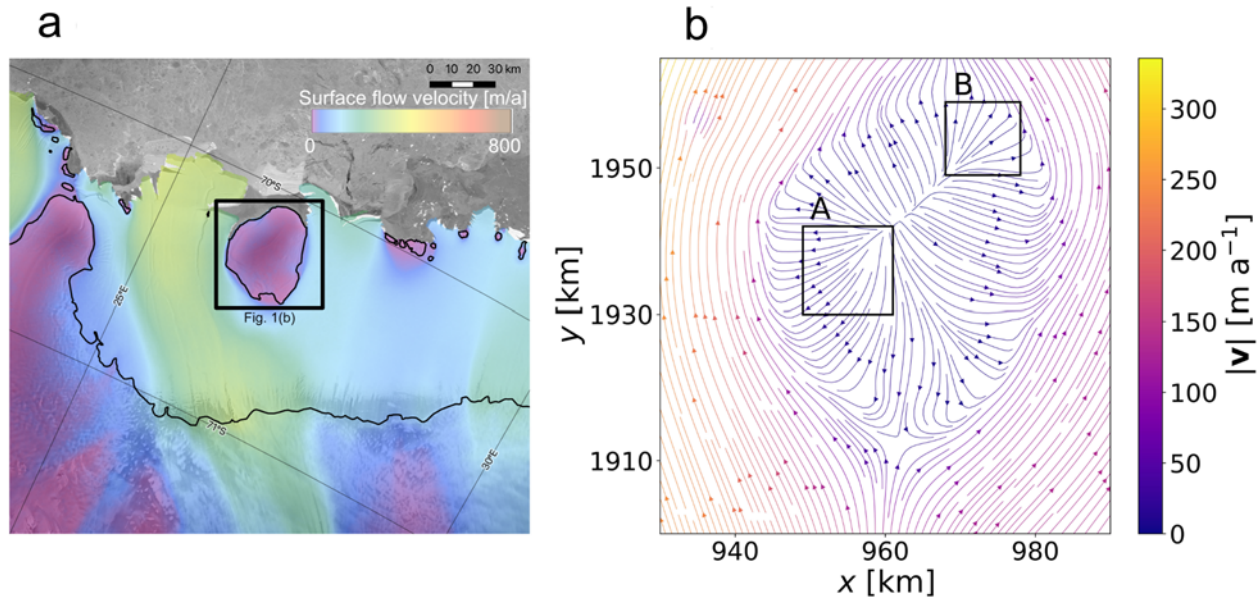 a
0 10 20 30 km
Surface flow velocity [m/a]
0 800
70°S
25°E
Fig. 1(b)
71°S
30°E
b
B
A
1950
1930
1910
y [km]
940 960 980
x [km]
300
250
200
150
100
50
0
|v| [m a⁻¹]